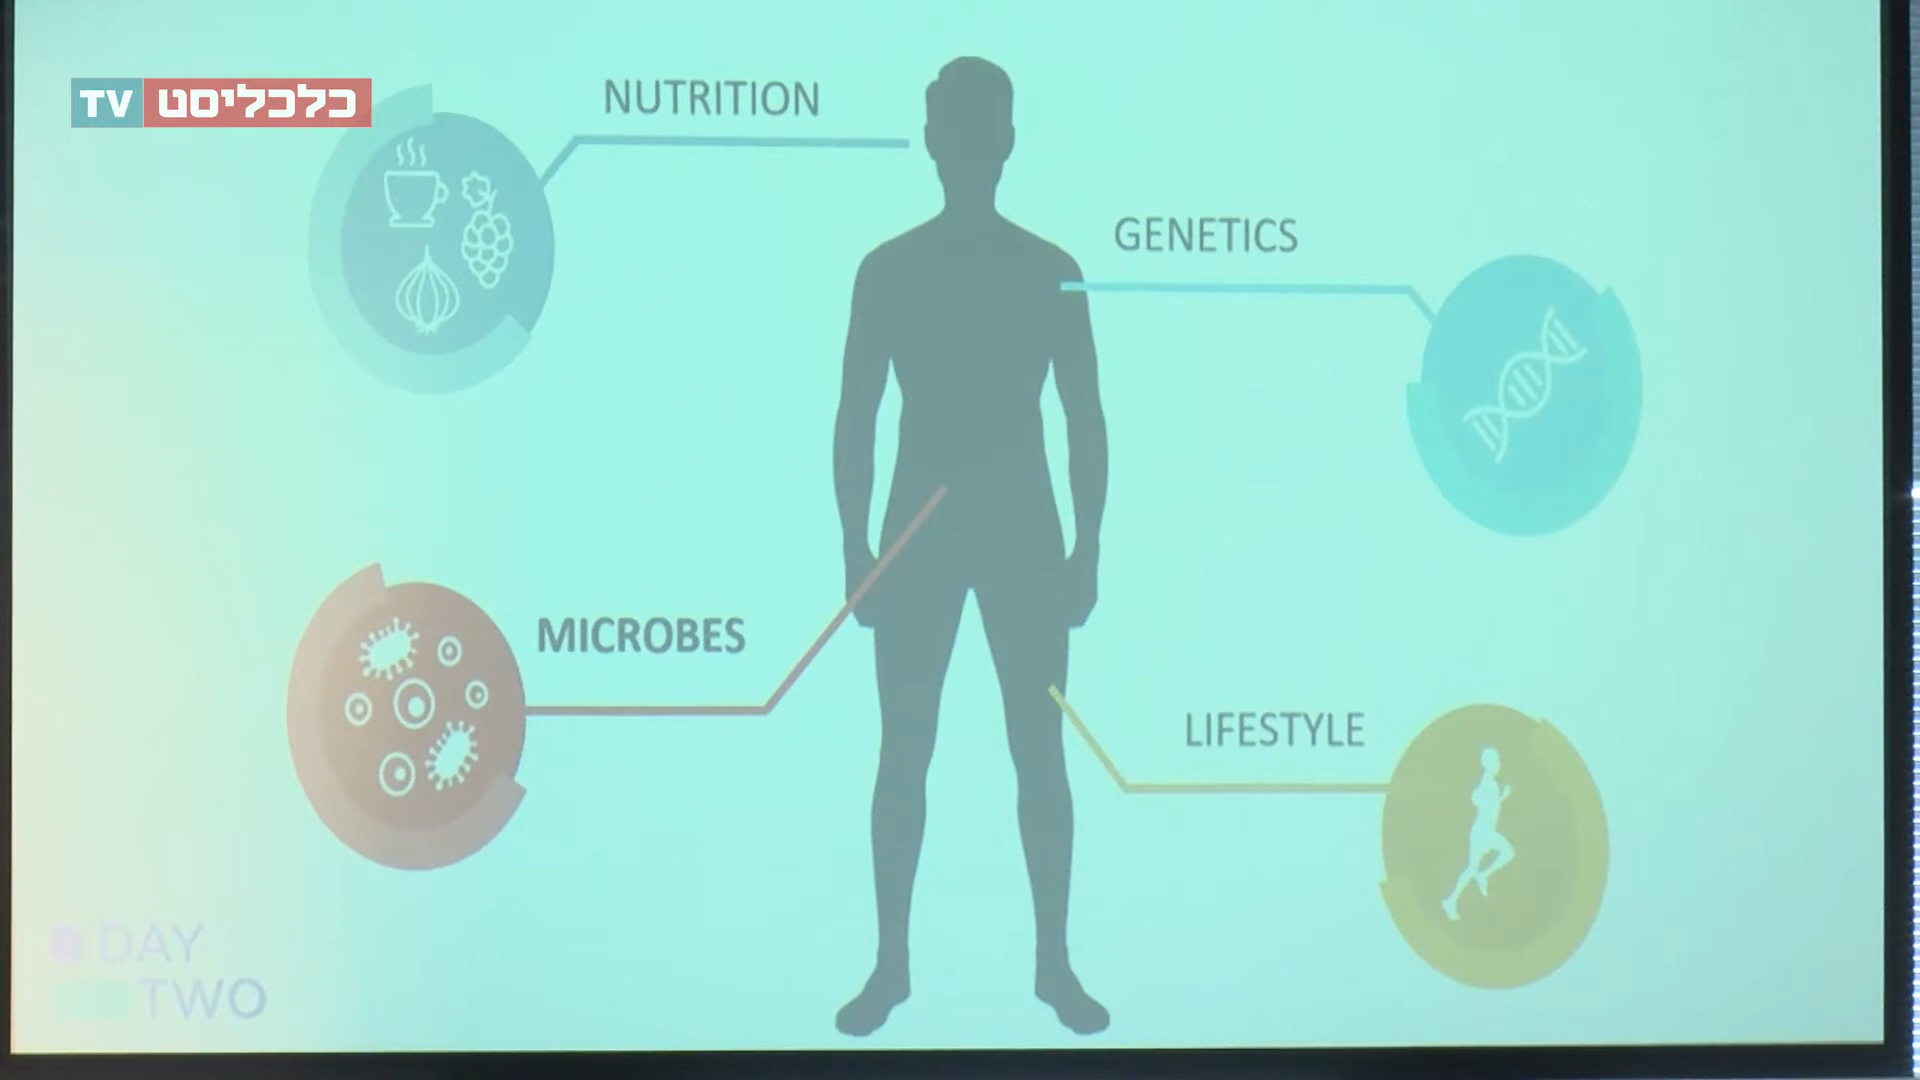 TV כלכליסט
NUTRITION
GENETICS
MICROBES
LIFESTYLE
DAY
TWO